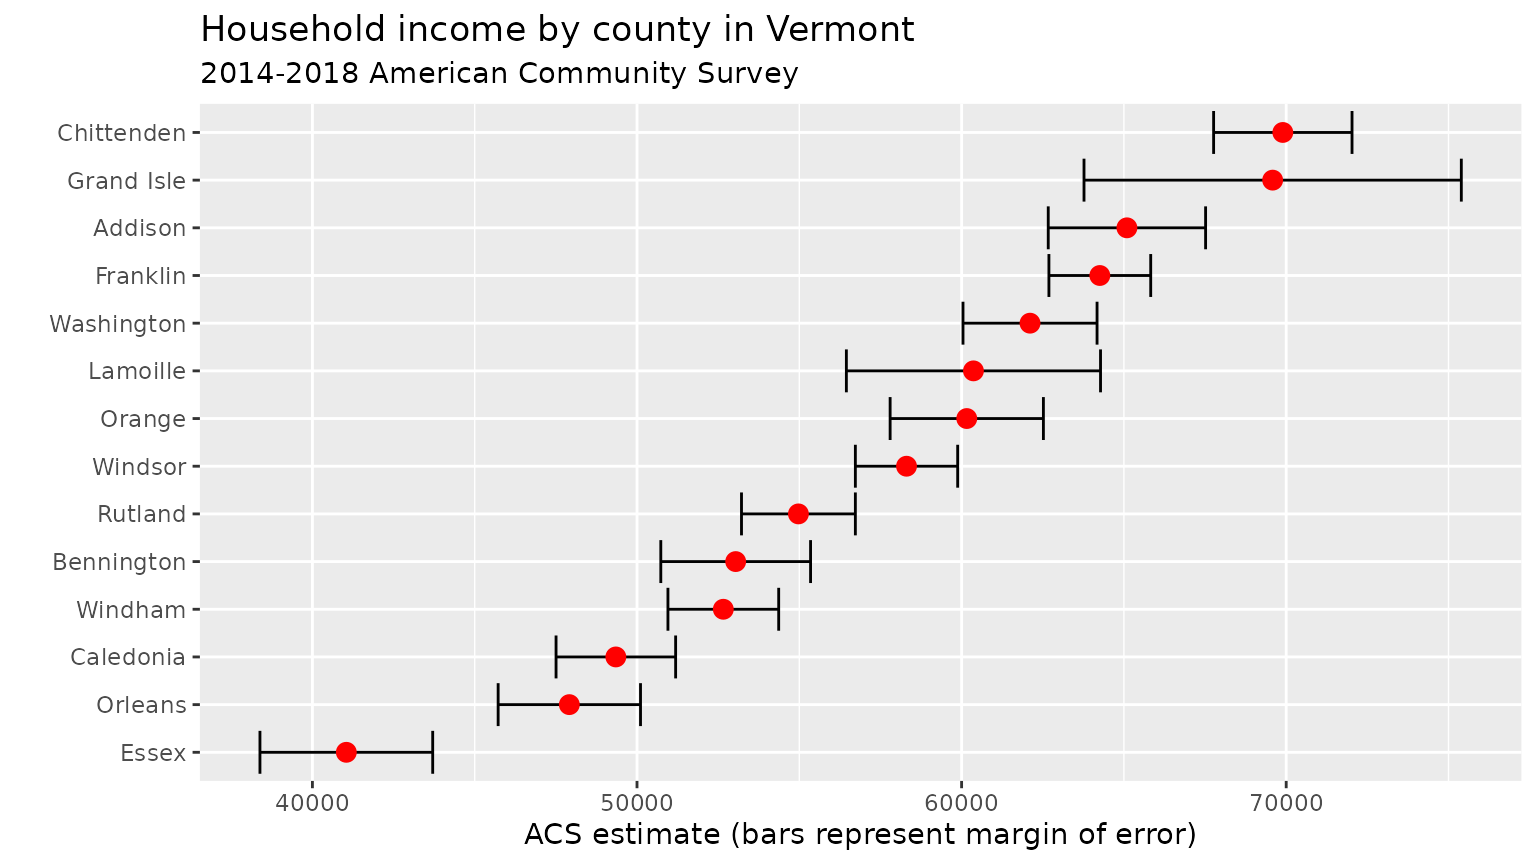 Household income by county in Vermont
2014-2018 American Community Survey
Chittenden
Grand Isle
Addison
Franklin
Washington
Lamoille
Orange
Windsor
Rutland
Bennington
Windham
Caledonia
Orleans
Essex
40000 50000 60000 70000
ACS estimate (bars represent margin of error)